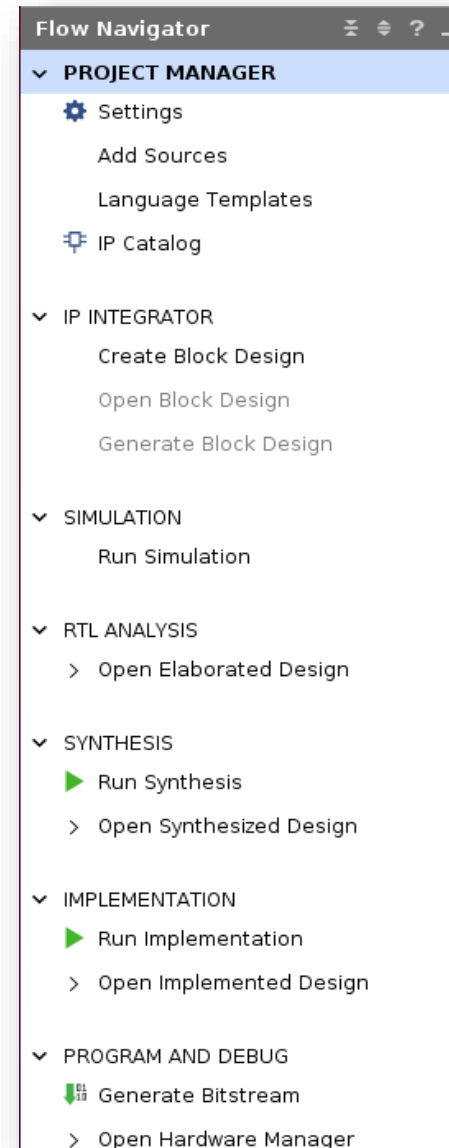 Flow Navigator ?
PROJECT MANAGER
Settings
Add Sources
Language Templates
IP Catalog
IP INTEGRATOR
Create Block Design
Open Block Design
Generate Block Design
SIMULATION
Run Simulation
RTL ANALYSIS
Open Elaborated Design
SYNTHESIS
Run Synthesis
Open Synthesized Design
IMPLEMENTATION
Run Implementation
Open Implemented Design
PROGRAM AND DEBUG
Generate Bitstream
Open Hardware Manager